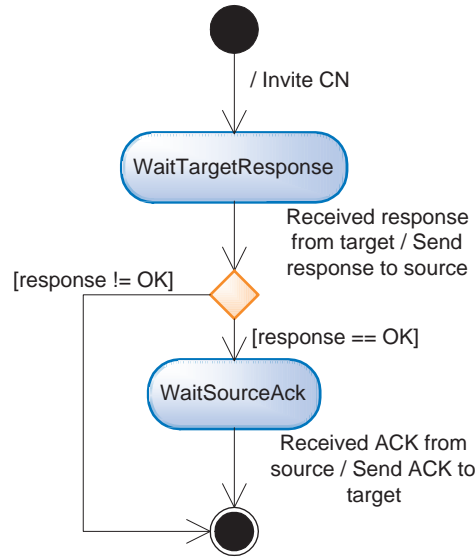 / Invite CN
WaitTargetResponse
Received response
from target / Send
response to source
[response != OK]
[response == OK]
WaitSourceAck
Received ACK from
source / Send ACK to
target